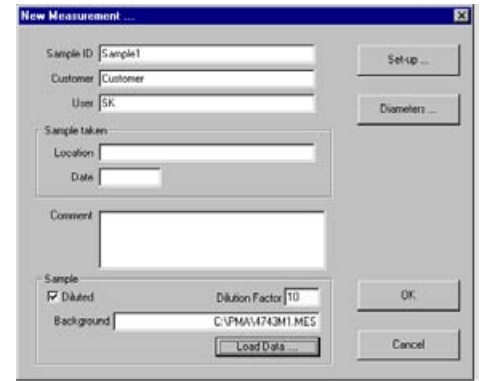 New Measurement ...
Sample ID Sample1
Set-up ...
Customer Customer
User SK
Diameters ...
Sample taken
Location
Date
Comment
Sample
Diluted
Dilution Factor 10
OK
Background C:\PMA\4743M1.MES
Load Data ...
Cancel